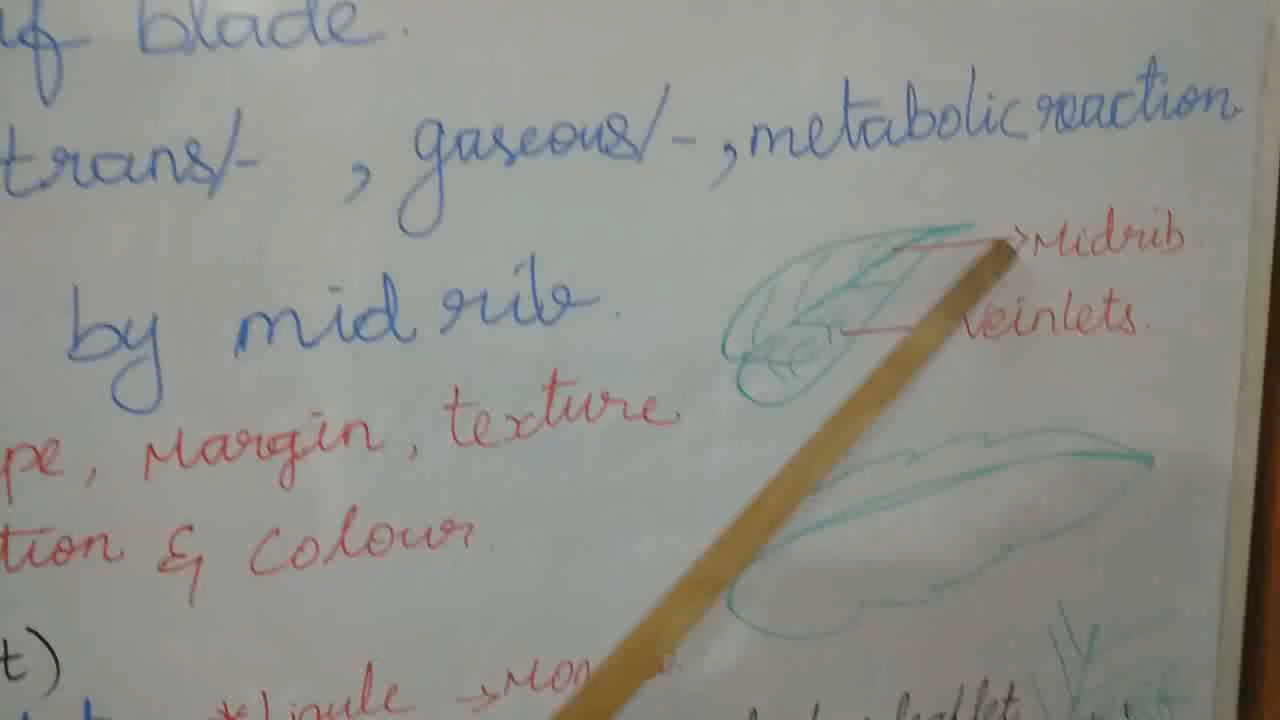 blade.
trans/- , gaseous/- , metabolic reaction
Midrib
by mid rib.
Veinlets.
pe, Margin, texture
tion & colour.
t)